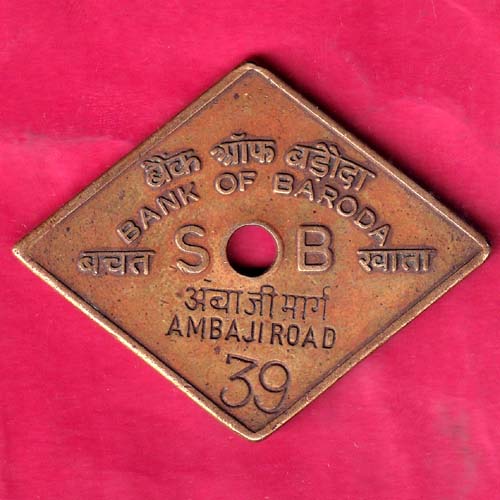 बैंक ऑफ बड़ौदा
BANK OF BARODA
बचत S B खाता
अंबाजी मार्ग
AMBAJI ROAD
39